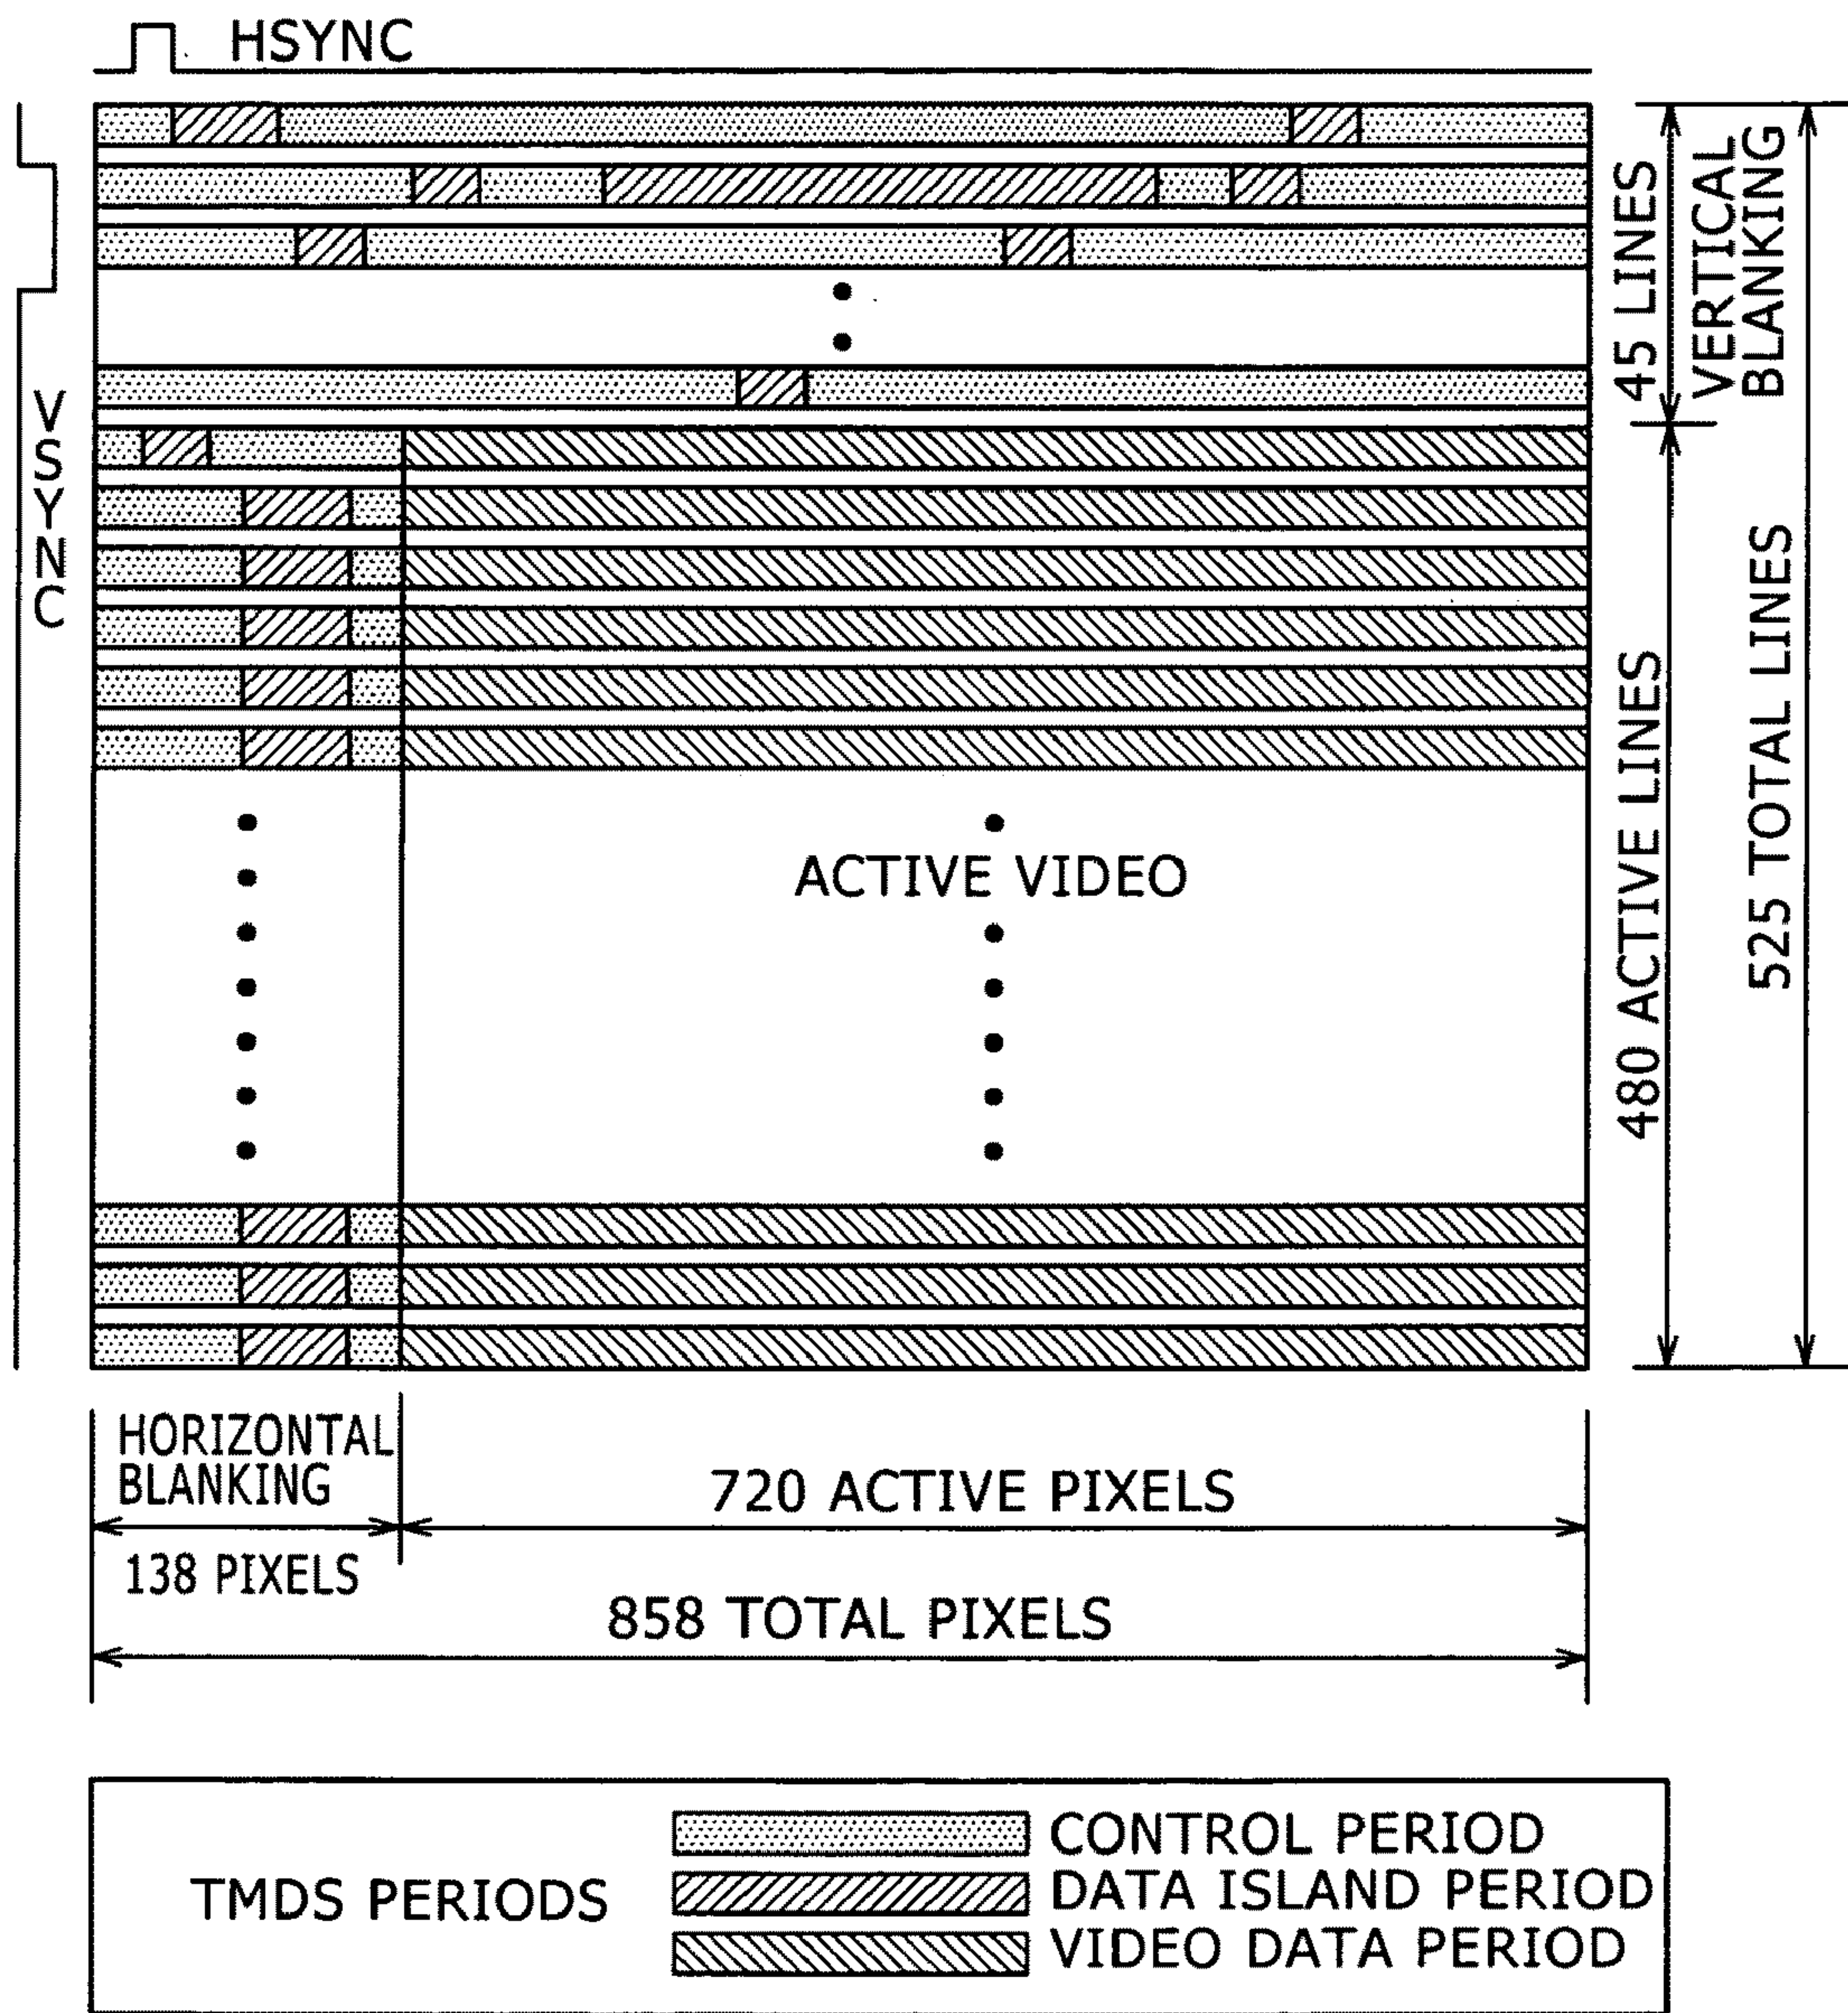 HSYNC
VSYNC
45 LINES
VERTICAL
BLANKING
480 ACTIVE LINES
525 TOTAL LINES
ACTIVE VIDEO
HORIZONTAL
BLANKING
138 PIXELS
720 ACTIVE PIXELS
858 TOTAL PIXELS
TMDS PERIODS
CONTROL PERIOD
DATA ISLAND PERIOD
VIDEO DATA PERIOD